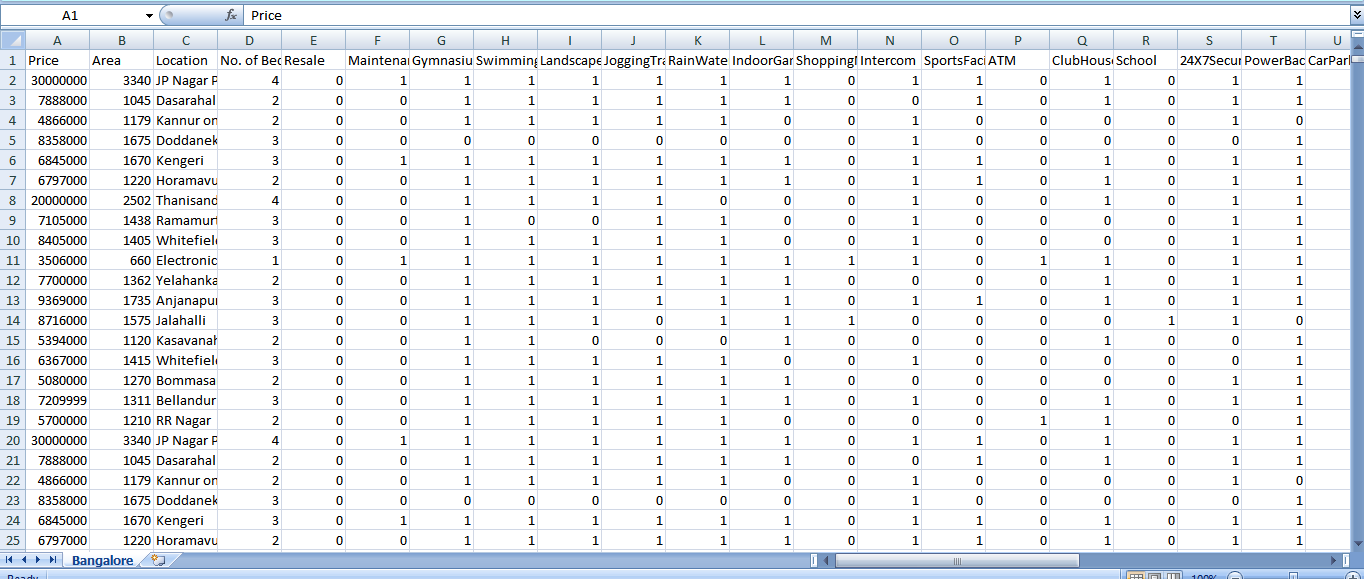 A1 fx Price
A B C D E F G H I J K L M N O P Q R S T U
1 Price Area Location No. of Bec Resale Maintenan Gymnasiu Swimming Landscape JoggingTra RainWate IndoorGar ShoppingM Intercom SportsFaci ATM ClubHous School 24X7Secur PowerBac CarPark
2 30000000 3340 JP Nagar P 4 0 1 1 1 1 1 1 1 0 1 1 0 1 0 1 1
3 7888000 1045 Dasarahal 2 0 0 1 1 1 1 1 1 0 0 1 0 1 0 1 1
4 4866000 1179 Kannur on 2 0 0 1 1 1 1 1 0 0 1 0 0 0 0 1 0
5 8358000 1675 Doddanek 3 0 0 0 0 0 0 0 0 0 1 0 0 0 0 0 1
6 6845000 1670 Kengeri 3 0 1 1 1 1 1 1 1 0 1 1 0 1 0 1 1
7 6797000 1220 Horamavu 2 0 0 1 1 1 1 1 1 0 1 1 0 1 0 1 1
8 20000000 2502 Thanisand 4 0 0 1 1 1 1 0 0 0 1 0 0 1 0 1 1
9 7105000 1438 Ramamurt 3 0 0 1 0 0 1 1 1 0 1 0 0 0 0 1 1
10 8405000 1405 Whitefiel 3 0 0 1 1 1 1 1 0 0 1 0 0 1 0 1 1
11 3506000 660 Electronic 1 0 1 1 1 1 1 1 1 1 1 0 1 1 0 1 1
12 7700000 1362 Yelahanka 2 0 0 1 1 1 1 1 1 0 0 0 0 1 0 1 1
13 9369000 1735 Anjanapu 3 0 0 1 1 1 1 1 1 0 1 1 0 1 0 1 1
14 8716000 1575 Jalahalli 3 0 0 1 1 1 0 1 1 1 0 0 0 0 1 1 0
15 5394000 1120 Kasavanah 2 0 0 1 1 0 0 0 1 0 0 0 0 1 0 0 1
16 6367000 1415 Whitefiel 3 0 0 1 1 1 1 1 0 0 1 0 0 0 0 1 1
17 5080000 1270 Bommasa 2 0 0 1 1 1 1 1 1 0 0 0 0 0 0 1 1
18 7209999 1311 Bellandur 3 0 0 1 1 1 1 1 1 0 1 0 0 1 0 1 1
19 5700000 1210 RR Nagar 2 0 0 1 1 1 1 1 0 0 0 0 1 1 0 0 1
20 30000000 3340 JP Nagar P 4 0 1 1 1 1 1 1 1 0 1 1 0 1 0 1 1
21 7888000 1045 Dasarahal 2 0 0 1 1 1 1 1 1 0 0 1 0 1 0 1 1
22 4866000 1179 Kannur on 2 0 0 1 1 1 1 1 0 0 1 0 0 0 0 1 0
23 8358000 1675 Doddanek 3 0 0 0 0 0 0 0 0 0 1 0 0 0 0 0 1
24 6845000 1670 Kengeri 3 0 1 1 1 1 1 1 1 0 1 1 0 1 0 1 1
25 6797000 1220 Horamavu 2 0 0 1 1 1 1 1 1 0 1 1 0 1 0 1 1
Bangalore
Ready 100%